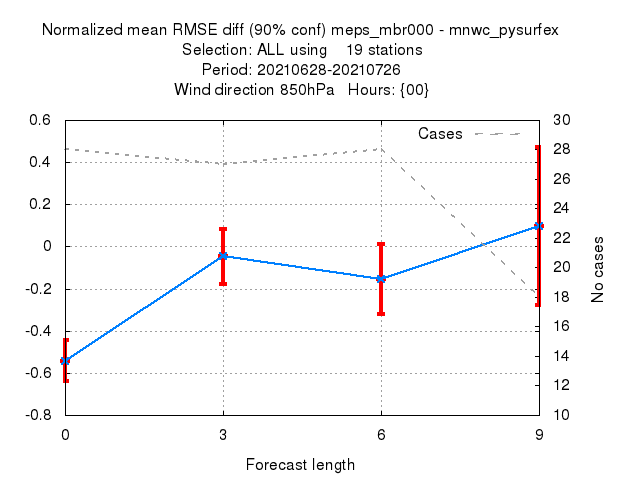 Normalized mean RMSE diff (90% conf) meps_mbr000 - mnwc_pysurfex
Selection: ALL using 19 stations
Period: 20210628-20210726
Wind direction 850hPa Hours: {00}
Cases
0.6
0.4
0.2
0
-0.2
-0.4
-0.6
-0.8
30
28
26
24
22
20
18
16
14
12
10
No cases
0 3 6 9
Forecast length